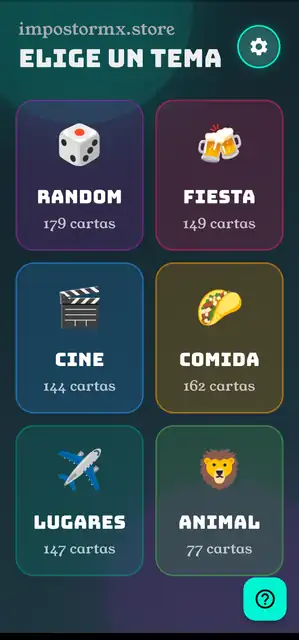 impostormx.store
ELIGE UN TEMA
RANDOM
179 cartas
FIESTA
149 cartas
CINE
144 cartas
COMIDA
162 cartas
LUGARES
147 cartas
ANIMAL
77 cartas
?